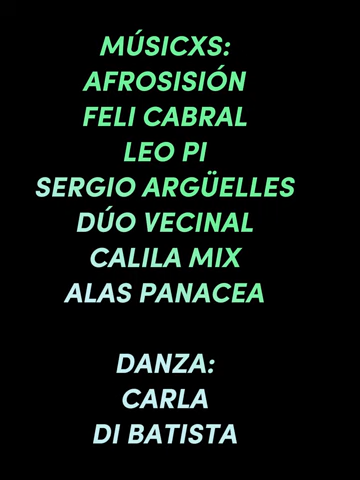 MÚSICXS:
AFROSISIÓN
FELI CABRAL
LEO PI
SERGIO ARGÜELLES
DÚO VECINAL
CALILA MIX
ALAS PANACEA
DANZA:
CARLA
DI BATISTA